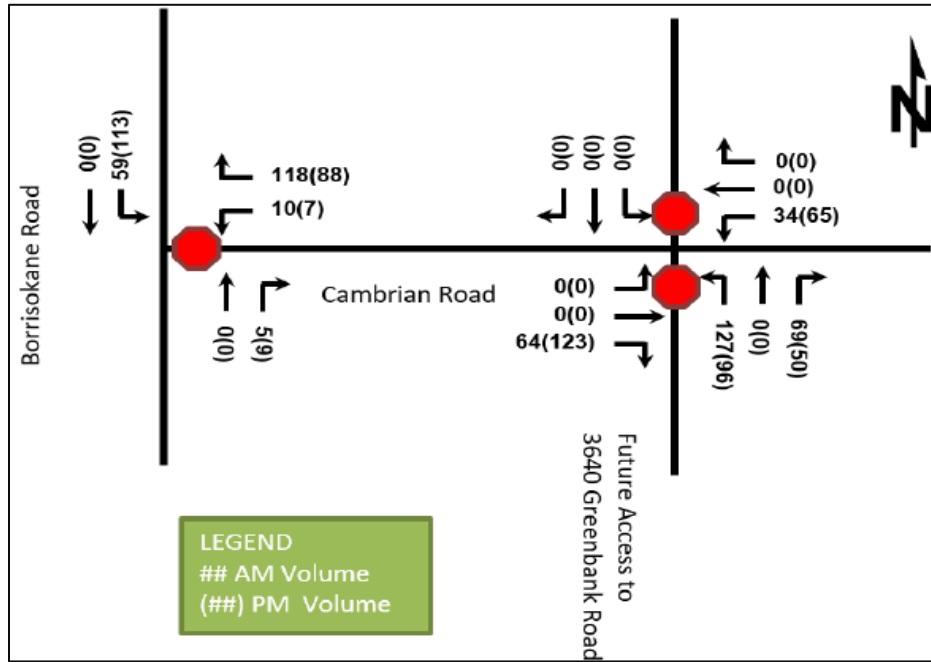 0(0)
59(113)
118(88)
10(7)
0(0)
5(9)
Borrisokane Road
Cambrian Road
0(0)
0(0)
0(0)
0(0)
0(0)
34(65)
0(0)
0(0)
64(123)
127(96)
0(0)
69(50)
Future Access to
3640 Greenbank Road
N
LEGEND
## AM Volume
(##) PM Volume